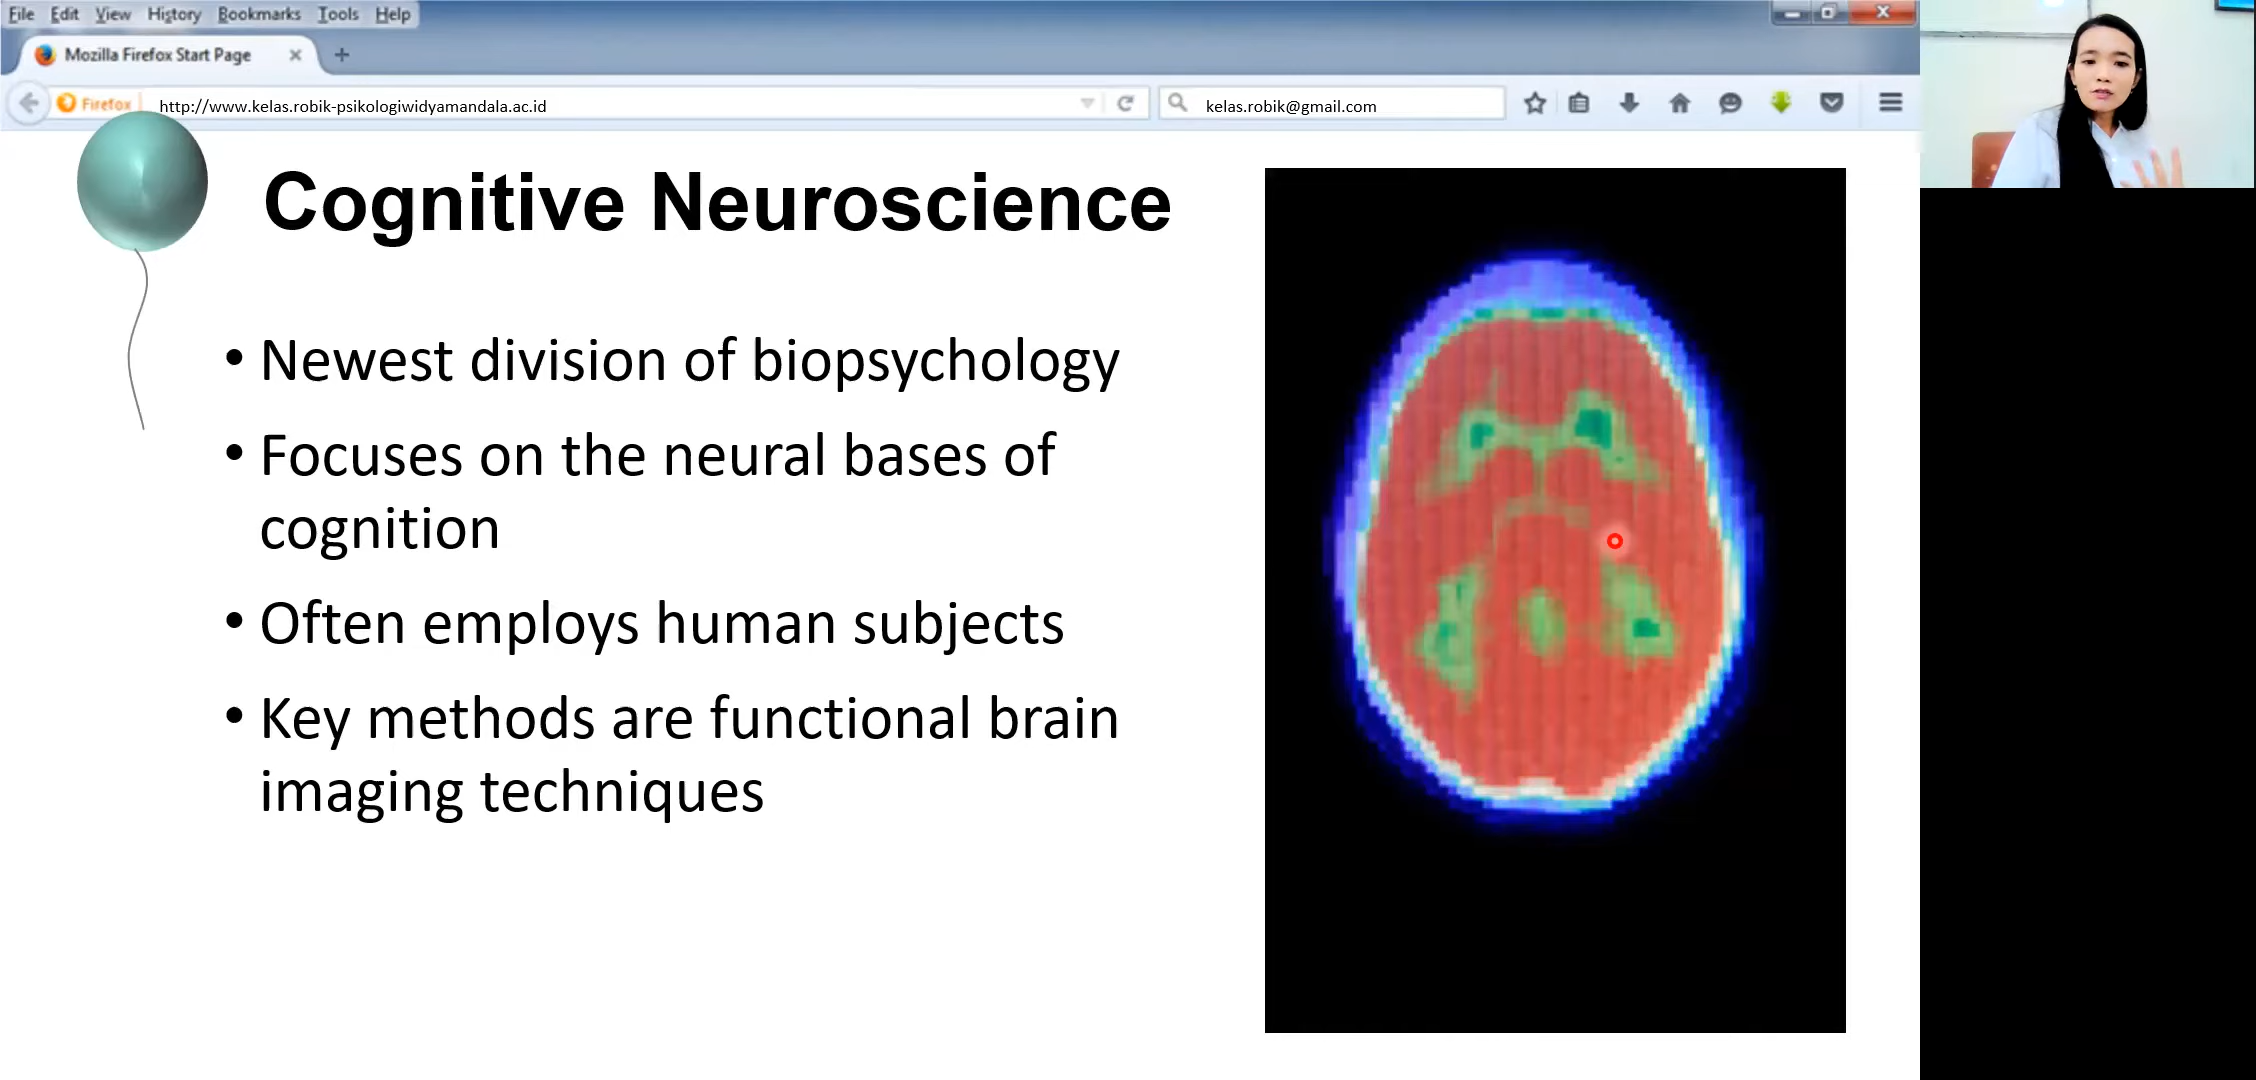 File Edit View History Bookmarks Tools Help
Mozilla Firefox Start Page
Firefox http://www.kelas.robik-psikologiwidyamandala.ac.id kelas.robik@gmail.com
Cognitive Neuroscience
• Newest division of biopsychology
• Focuses on the neural bases of
cognition
• Often employs human subjects
• Key methods are functional brain
imaging techniques